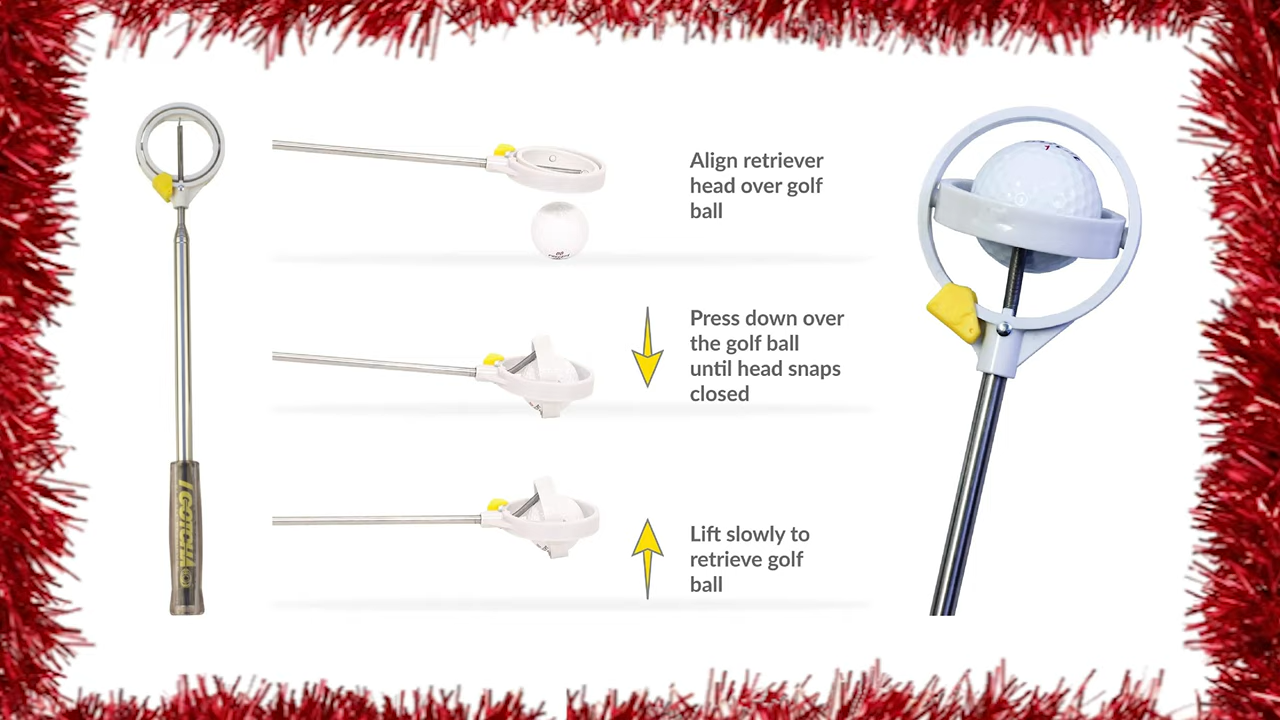 Align retriever
head over golf
ball
Press down over
the golf ball
until head snaps
closed
Lift slowly to
retrieve golf
ball
I GOTCHA